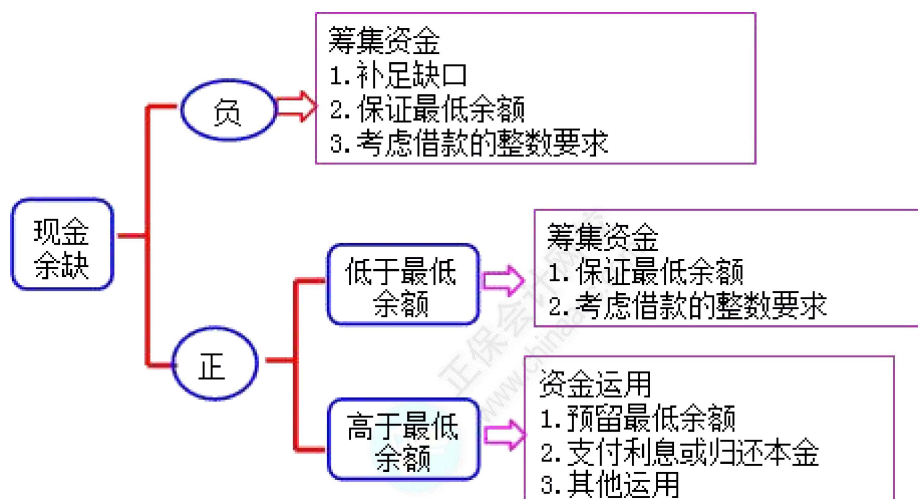 筹集资金
1.补足缺口
2.保证最低余额
3.考虑借款的整数要求
负
现金
余缺
正
低于最低
余额
筹集资金
1.保证最低余额
2.考虑借款的整数要求
高于最低
余额
资金运用
1.预留最低余额
2.支付利息或归还本金
3.其他运用